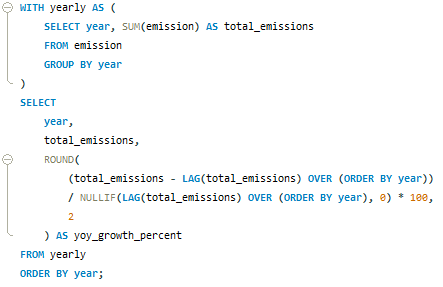 WITH yearly AS (
    SELECT year, SUM(emission) AS total_emissions
    FROM emission
    GROUP BY year
)
SELECT
    year,
    total_emissions,
    ROUND(
        (total_emissions - LAG(total_emissions) OVER (ORDER BY year))
        / NULLIF(LAG(total_emissions) OVER (ORDER BY year), 0) * 100,
        2
    ) AS yoy_growth_percent
FROM yearly
ORDER BY year;